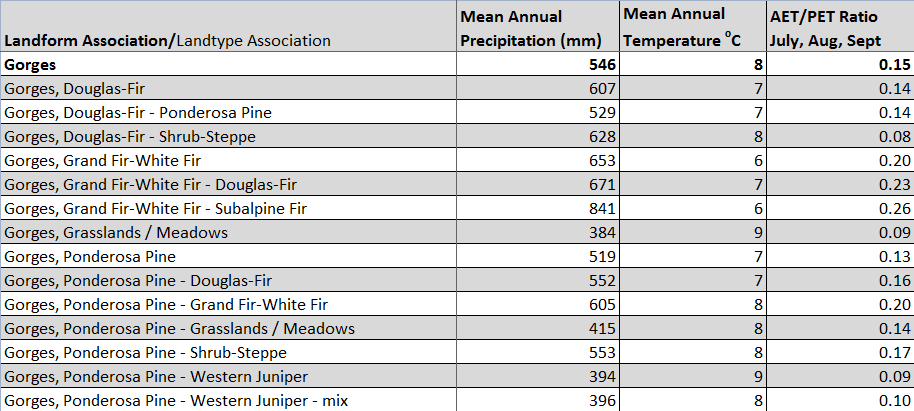 Landform Association/Landtype Association Mean Annual Precipitation (mm) Mean Annual Temperature ⁰C AET/PET Ratio July, Aug, Sept
Gorges 546 8 0.15
Gorges, Douglas-Fir 607 7 0.14
Gorges, Douglas-Fir - Ponderosa Pine 529 7 0.14
Gorges, Douglas-Fir - Shrub-Steppe 628 8 0.08
Gorges, Grand Fir-White Fir 653 6 0.20
Gorges, Grand Fir-White Fir - Douglas-Fir 671 7 0.23
Gorges, Grand Fir-White Fir - Subalpine Fir 841 6 0.26
Gorges, Grasslands / Meadows 384 9 0.09
Gorges, Ponderosa Pine 519 7 0.13
Gorges, Ponderosa Pine - Douglas-Fir 552 7 0.16
Gorges, Ponderosa Pine - Grand Fir-White Fir 605 8 0.20
Gorges, Ponderosa Pine - Grasslands / Meadows 415 8 0.14
Gorges, Ponderosa Pine - Shrub-Steppe 553 8 0.17
Gorges, Ponderosa Pine - Western Juniper 394 9 0.09
Gorges, Ponderosa Pine - Western Juniper - mix 396 8 0.10